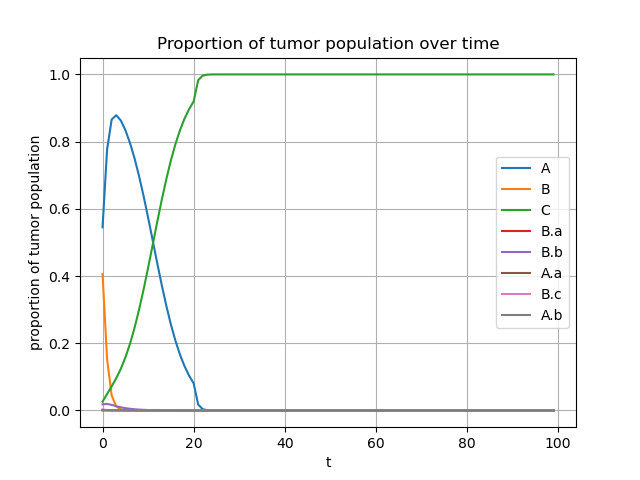 Proportion of tumor population over time
proportion of tumor population
1.0
0.8
0.6
0.4
0.2
0.0
0
20
40
60
80
100
t
A
B
C
B.a
B.b
A.a
B.c
A.b